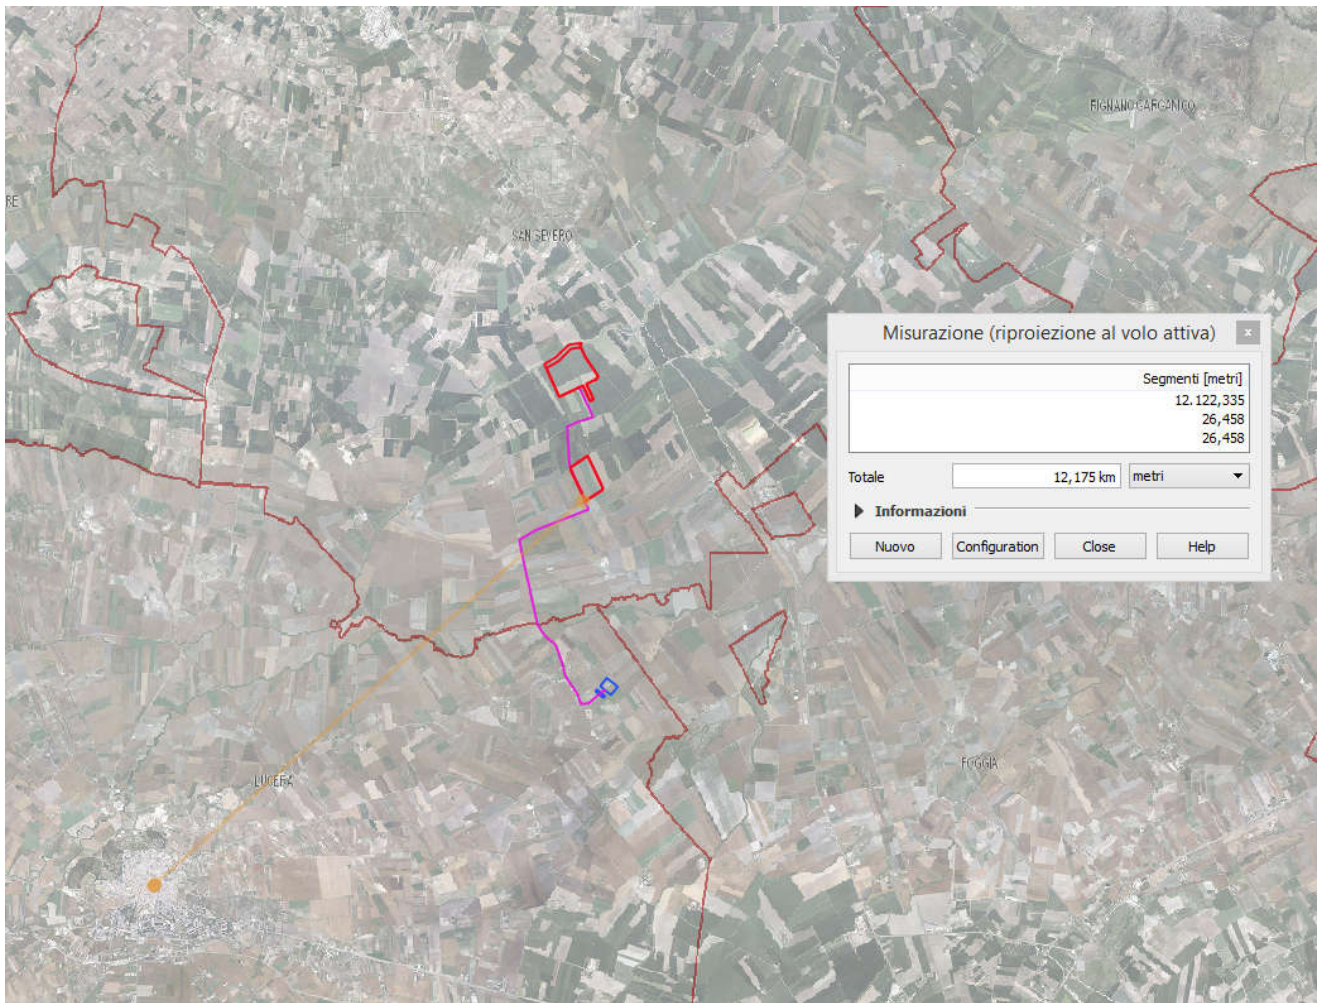 RIGNANO GARGANICO
RE
SAN SEVERO
Misurazione (riproiezione al volo attiva)
Segmenti [metri]
12.122,335
26,458
26,458
Totale 12,175 km metri
Informazioni
Nuovo Configuration Close Help
LUCERA
FOGGIA